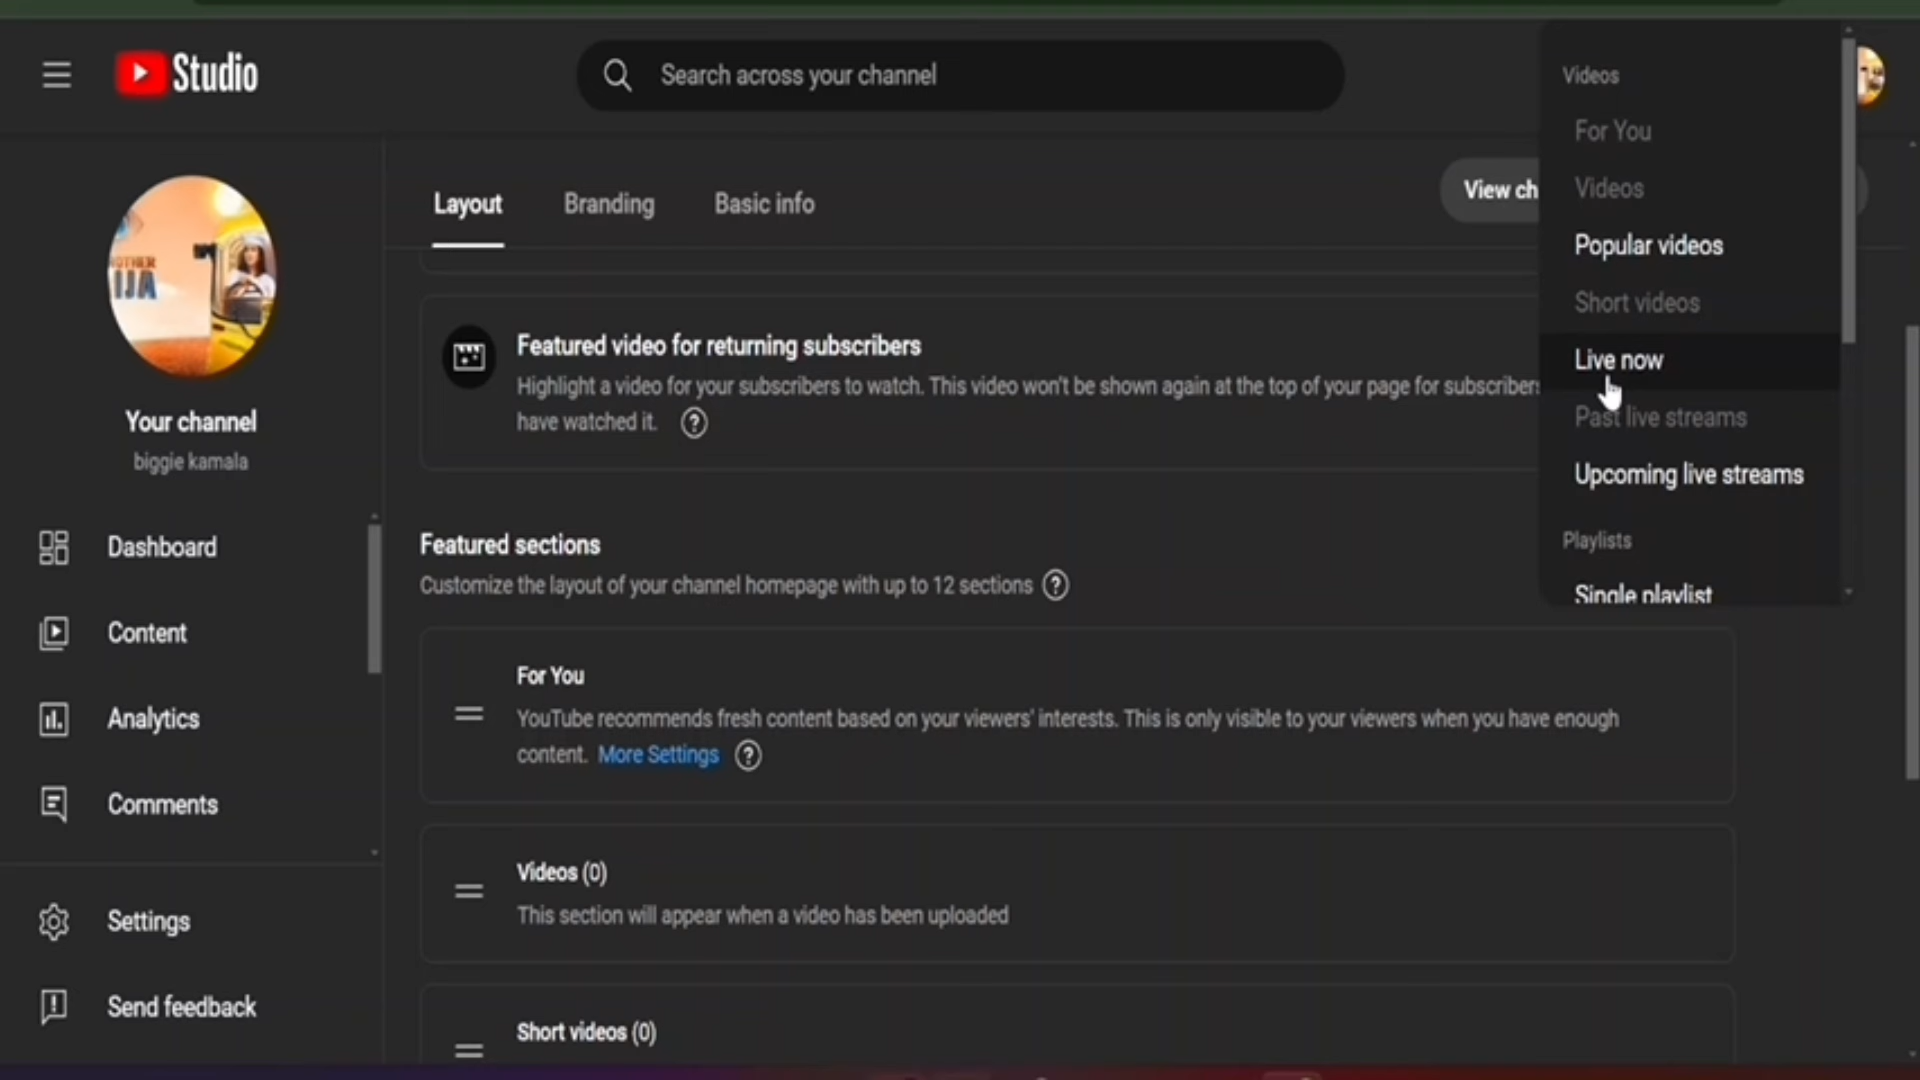 Studio
Search across your channel
Your channel
biggie kamala
Dashboard
Content
Analytics
Comments
Settings
Send feedback
Layout
Branding
Basic info
View ch
Featured video for returning subscribers
Highlight a video for your subscribers to watch. This video won't be shown again at the top of your page for subscribers
have watched it.
Featured sections
Customize the layout of your channel homepage with up to 12 sections
For You
YouTube recommends fresh content based on your viewers' interests. This is only visible to your viewers when you have enough
content. More Settings
Videos (0)
This section will appear when a video has been uploaded
Short videos (0)
Videos
For You
Videos
Popular videos
Short videos
Live now
Past live streams
Upcoming live streams
Playlists
Single playlist